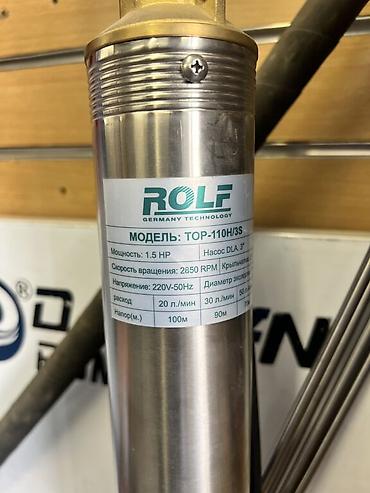 ROLF
GERMANY TECHNOLOGY
МОДЕЛЬ: TOP-110H/3S
Мощность: 1.5 HP Насос DLA. 3"
Скорость вращения: 2850 RPM
Напряжение: 220V-50Hz Диаметр
расход 20 л./мин 30 л./мин
Напор(м.) 100м 90м